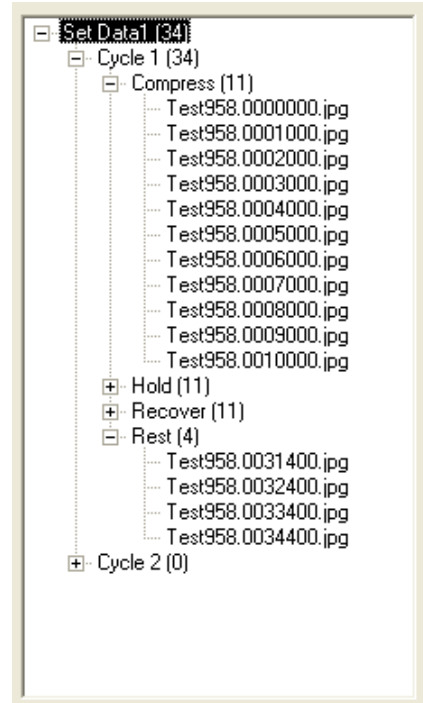 Set Data1 (34)
Cycle 1 (34)
Compress (11)
Test958.0000000.jpg
Test958.0001000.jpg
Test958.0002000.jpg
Test958.0003000.jpg
Test958.0004000.jpg
Test958.0005000.jpg
Test958.0006000.jpg
Test958.0007000.jpg
Test958.0008000.jpg
Test958.0009000.jpg
Test958.0010000.jpg
Hold (11)
Recover (11)
Rest (4)
Test958.0031400.jpg
Test958.0032400.jpg
Test958.0033400.jpg
Test958.0034400.jpg
Cycle 2 (0)